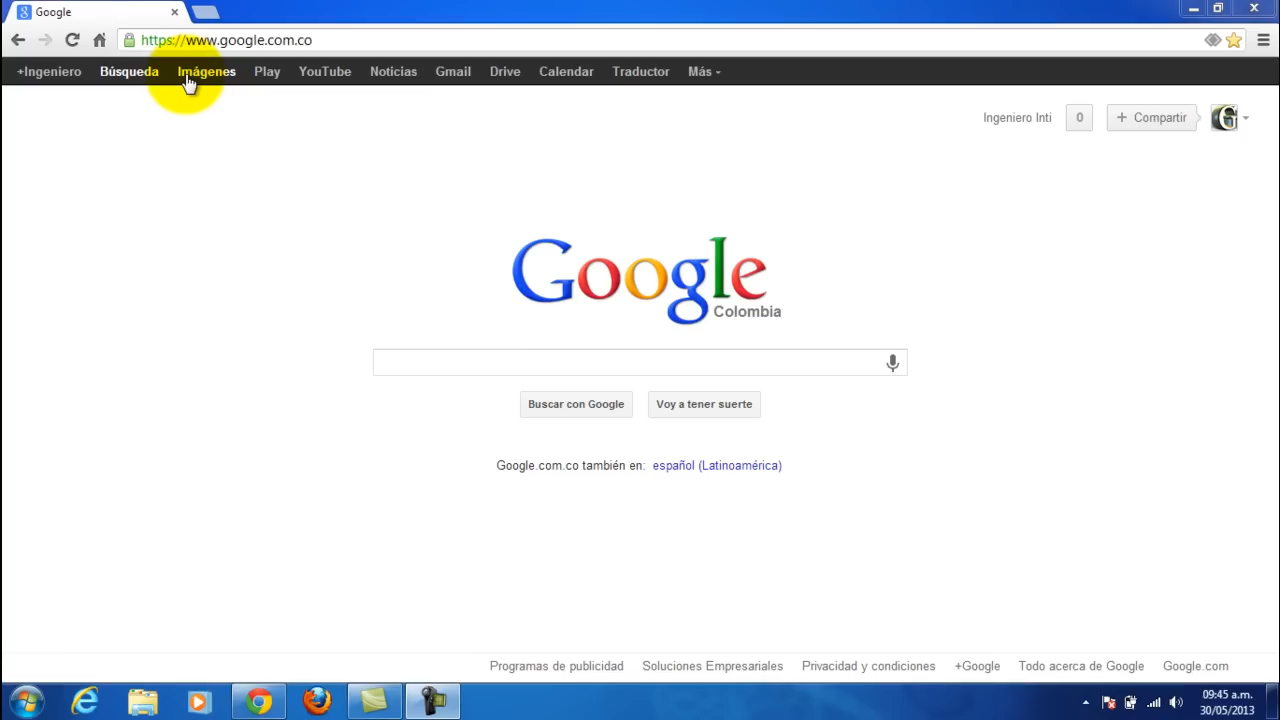 Google
https://www.google.com.co
+Ingeniero Búsqueda Imágenes Play YouTube Noticias Gmail Drive Calendar Traductor Más
Ingeniero Inti 0 + Compartir
Google
Colombia
Buscar con Google Voy a tener suerte
Google.com.co también en: español (Latinoamérica)
Programas de publicidad Soluciones Empresariales Privacidad y condiciones +Google Todo acerca de Google Google.com
09:45 a.m.
30/05/2013